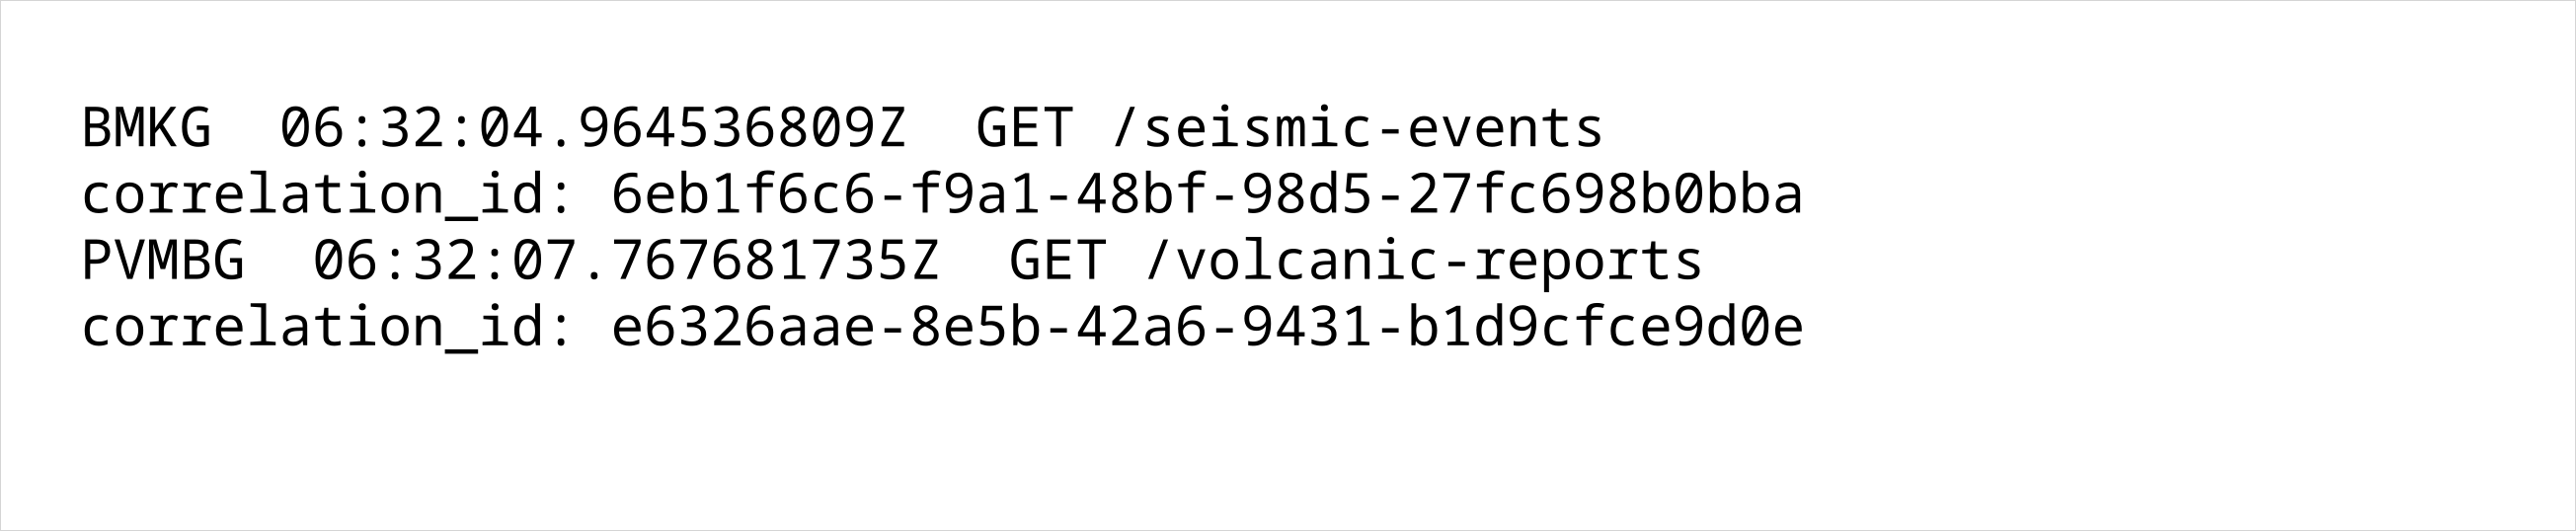 BMKG  06:32:04.964536809Z  GET /seismic-events
correlation_id: 6eb1f6c6-f9a1-48bf-98d5-27fc698b0bba
PVMBG  06:32:07.767681735Z  GET /volcanic-reports
correlation_id: e6326aae-8e5b-42a6-9431-b1d9cfce9d0e